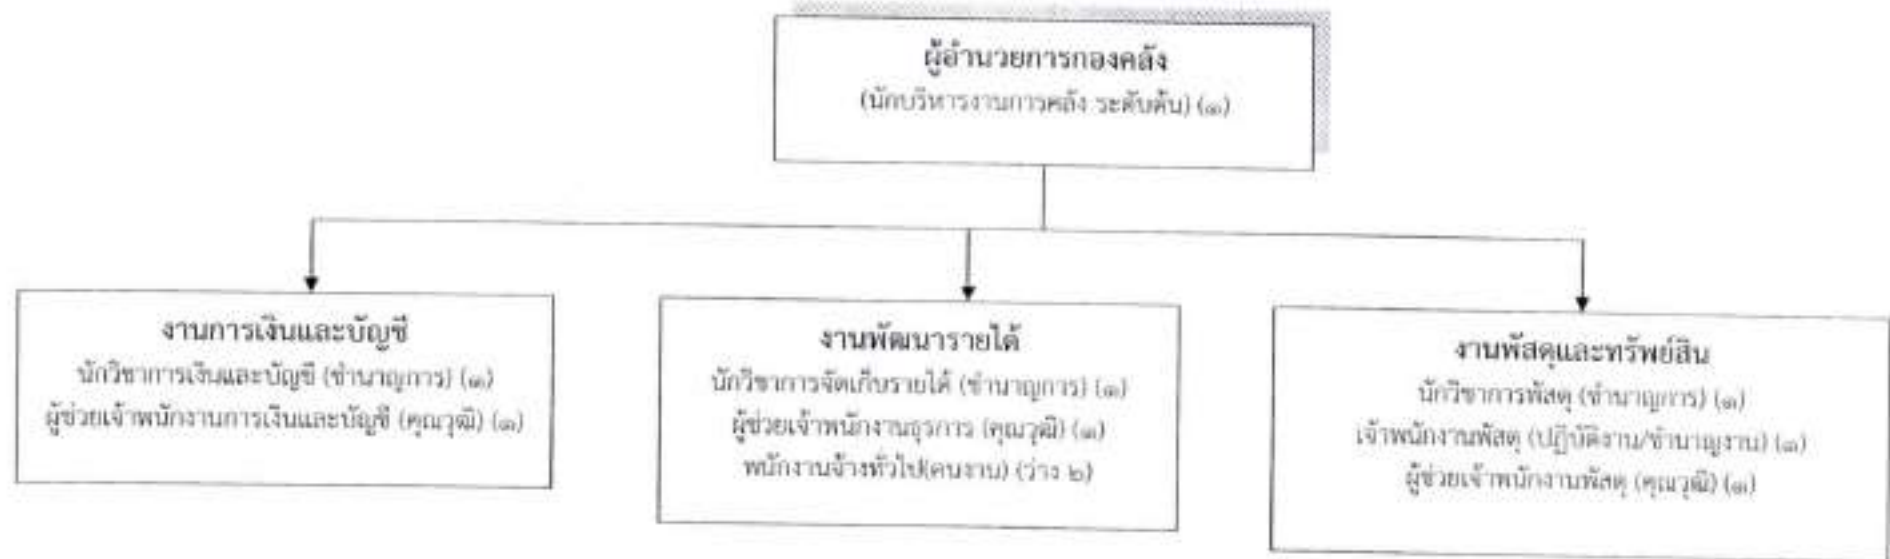 ผู้อำนวยการกองคลัง
(นักบริหารงานการคลัง ระดับต้น) (๑)
งานการเงินและบัญชี
นักวิชาการเงินและบัญชี (ชำนาญการ) (๑)
ผู้ช่วยเจ้าพนักงานการเงินและบัญชี (คุณวุฒิ) (๑)
งานพัฒนารายได้
นักวิชาการจัดเก็บรายได้ (ชำนาญการ) (๑)
ผู้ช่วยเจ้าพนักงานธุรการ (คุณวุฒิ) (๑)
พนักงานจ้างทั่วไป(คนงาน) (ว่าง ๒)
งานพัสดุและทรัพย์สิน
นักวิชาการพัสดุ (ชำนาญการ) (๑)
เจ้าพนักงานพัสดุ (ปฏิบัติงาน/ชำนาญงาน) (๑)
ผู้ช่วยเจ้าพนักงานพัสดุ (คุณวุฒิ) (๑)